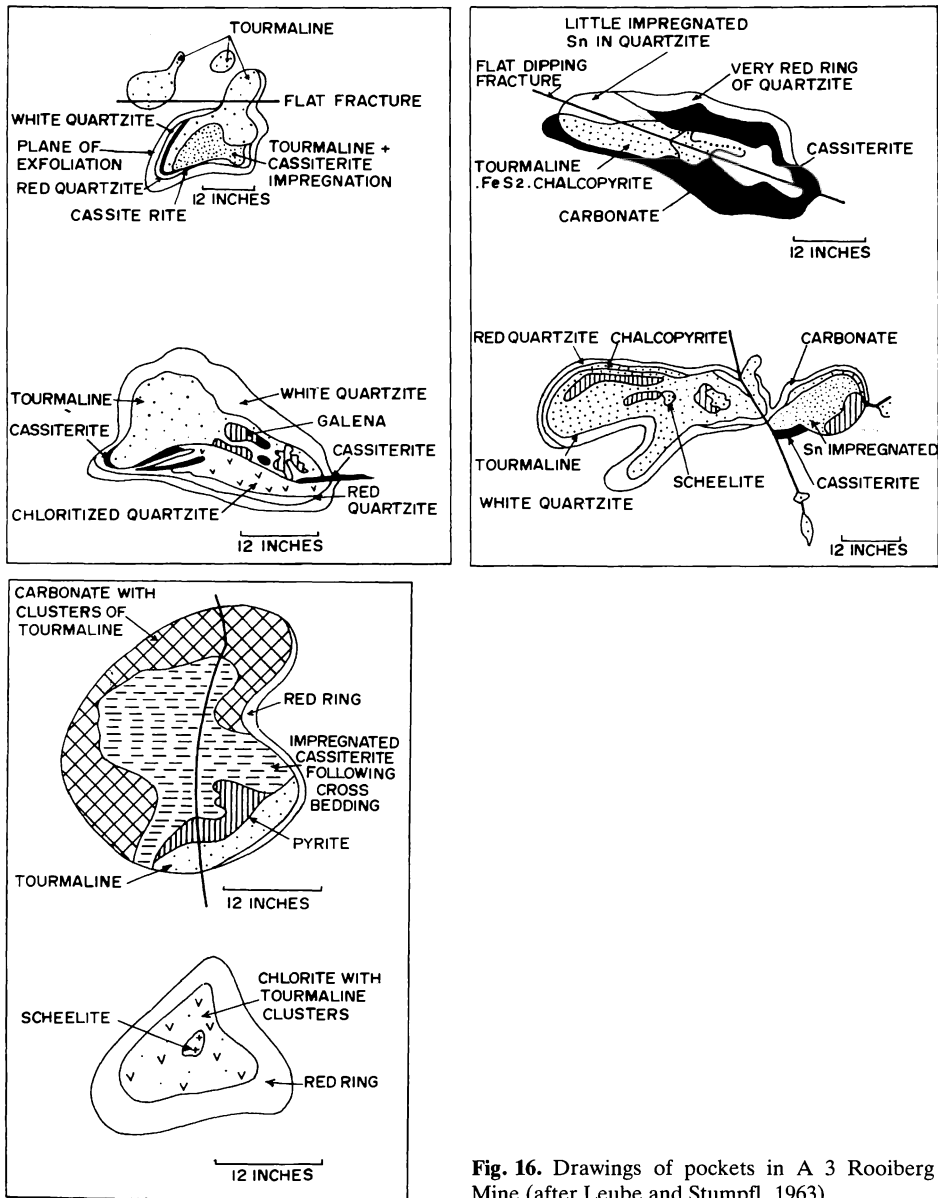 TOURMALINE
FLAT FRACTURE
WHITE QUARTZITE
PLANE OF
EXFOLIATION
RED QUARTZITE
CASSITE RITE
TOURMALINE +
CASSITERITE
IMPREGNATION
12 INCHES
TOURMALINE
CASSITERITE
CHLORITIZED QUARTZITE
WHITE QUARTZITE
GALENA
CASSITERITE
RED
QUARTZITE
12 INCHES
LITTLE IMPREGNATED
Sn IN QUARTZITE
FLAT DIPPING
FRACTURE
VERY RED RING
OF QUARTZITE
CASSITERITE
TOURMALINE
.FeS2.CHALCOPYRITE
CARBONATE
12 INCHES
RED QUARTZITE
CHALCOPYRITE
CARBONATE
TOURMALINE
WHITE QUARTZITE
SCHEELITE
Sn IMPREGNATED
CASSITERITE
12 INCHES
CARBONATE WITH
CLUSTERS OF
TOURMALINE
RED RING
IMPREGNATED
CASSITERITE
FOLLOWING
CROSS
BEDDING
PYRITE
TOURMALINE
12 INCHES
CHLORITE WITH
TOURMALINE
CLUSTERS
SCHEELITE
RED RING
12 INCHES
Fig. 16. Drawings of pockets in A 3 Rooiberg
Mine (after Leube and Stumpfl, 1963)